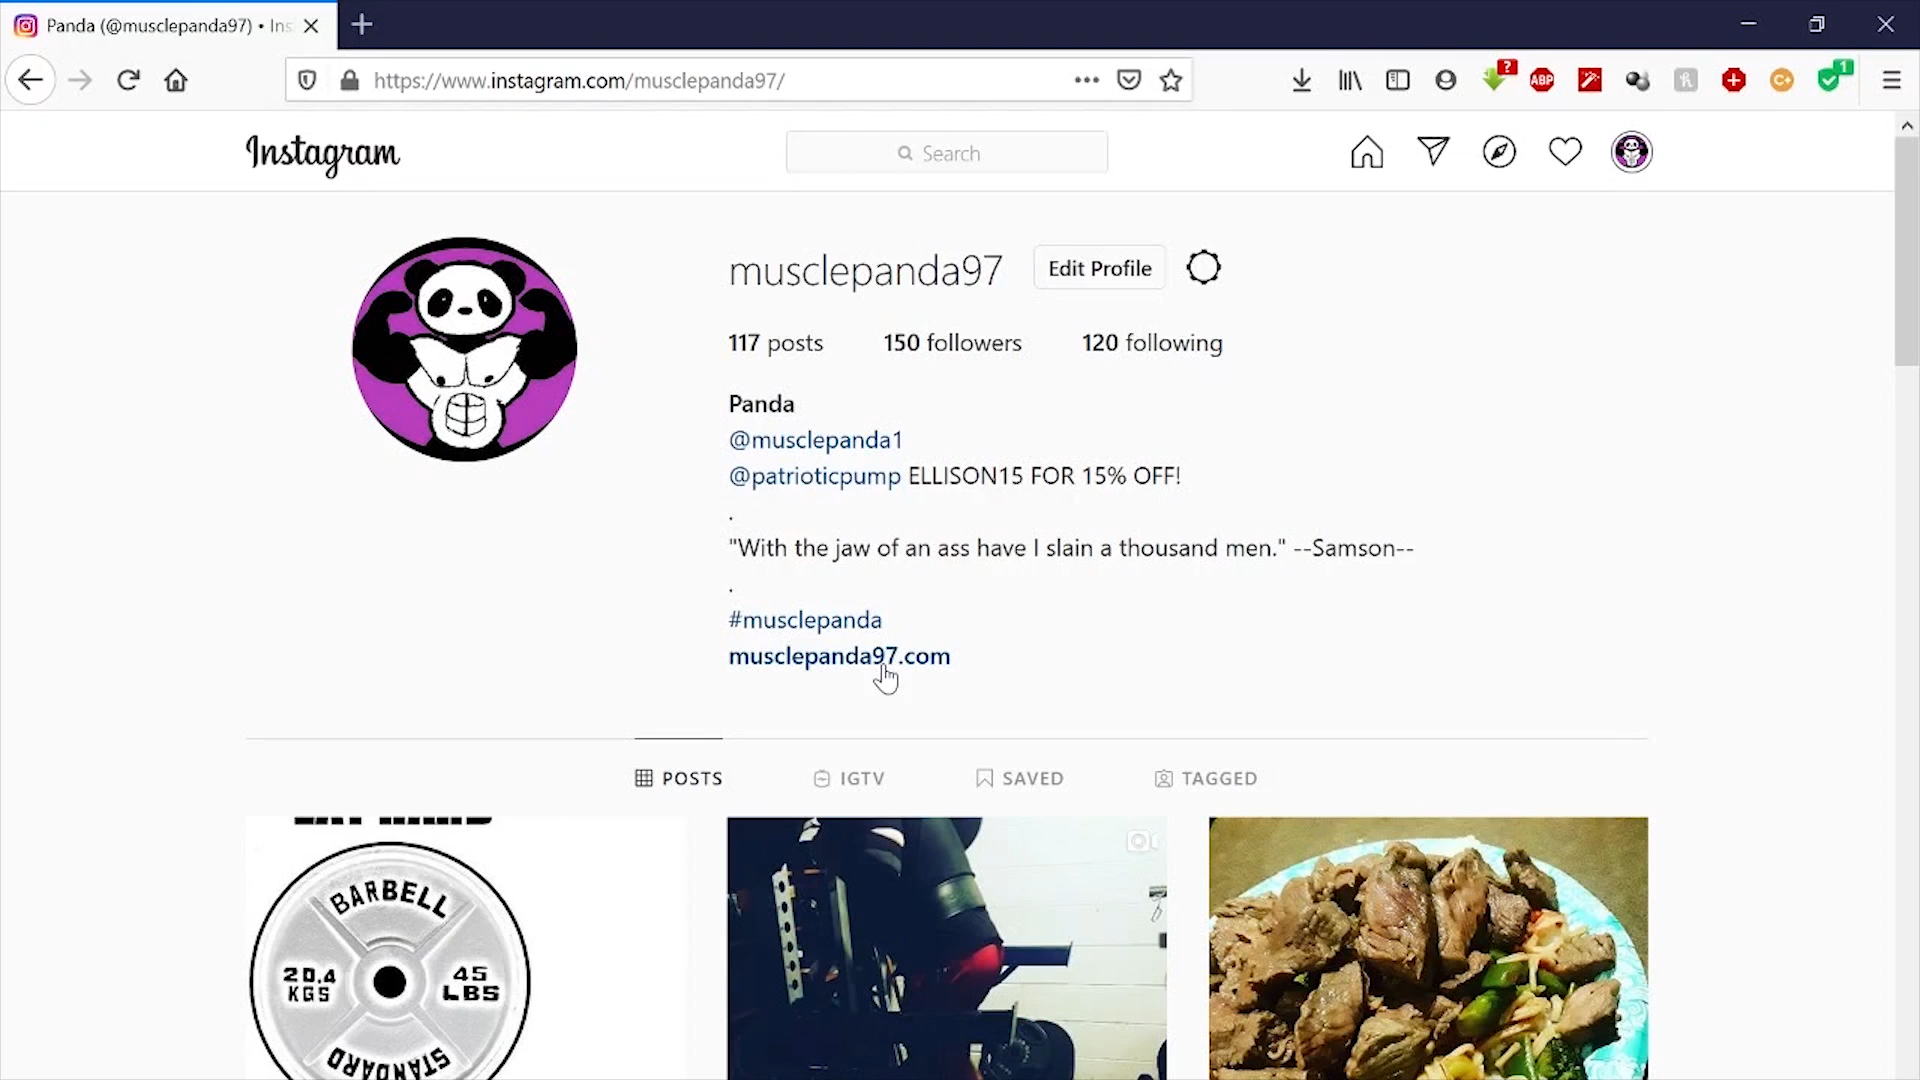 Panda (@musclepanda97) • Ins
https://www.instagram.com/musclepanda97/
?
ABP
C+
1
Instagram
Search
musclepanda97
Edit Profile
117 posts
150 followers
120 following
Panda
@musclepanda1
@patrioticpump ELLISON15 FOR 15% OFF!
.
"With the jaw of an ass have I slain a thousand men." --Samson--
.
#musclepanda
musclepanda97.com
POSTS
IGTV
SAVED
TAGGED
BARBELL
20.4
KGS
45
LBS
STANDARD